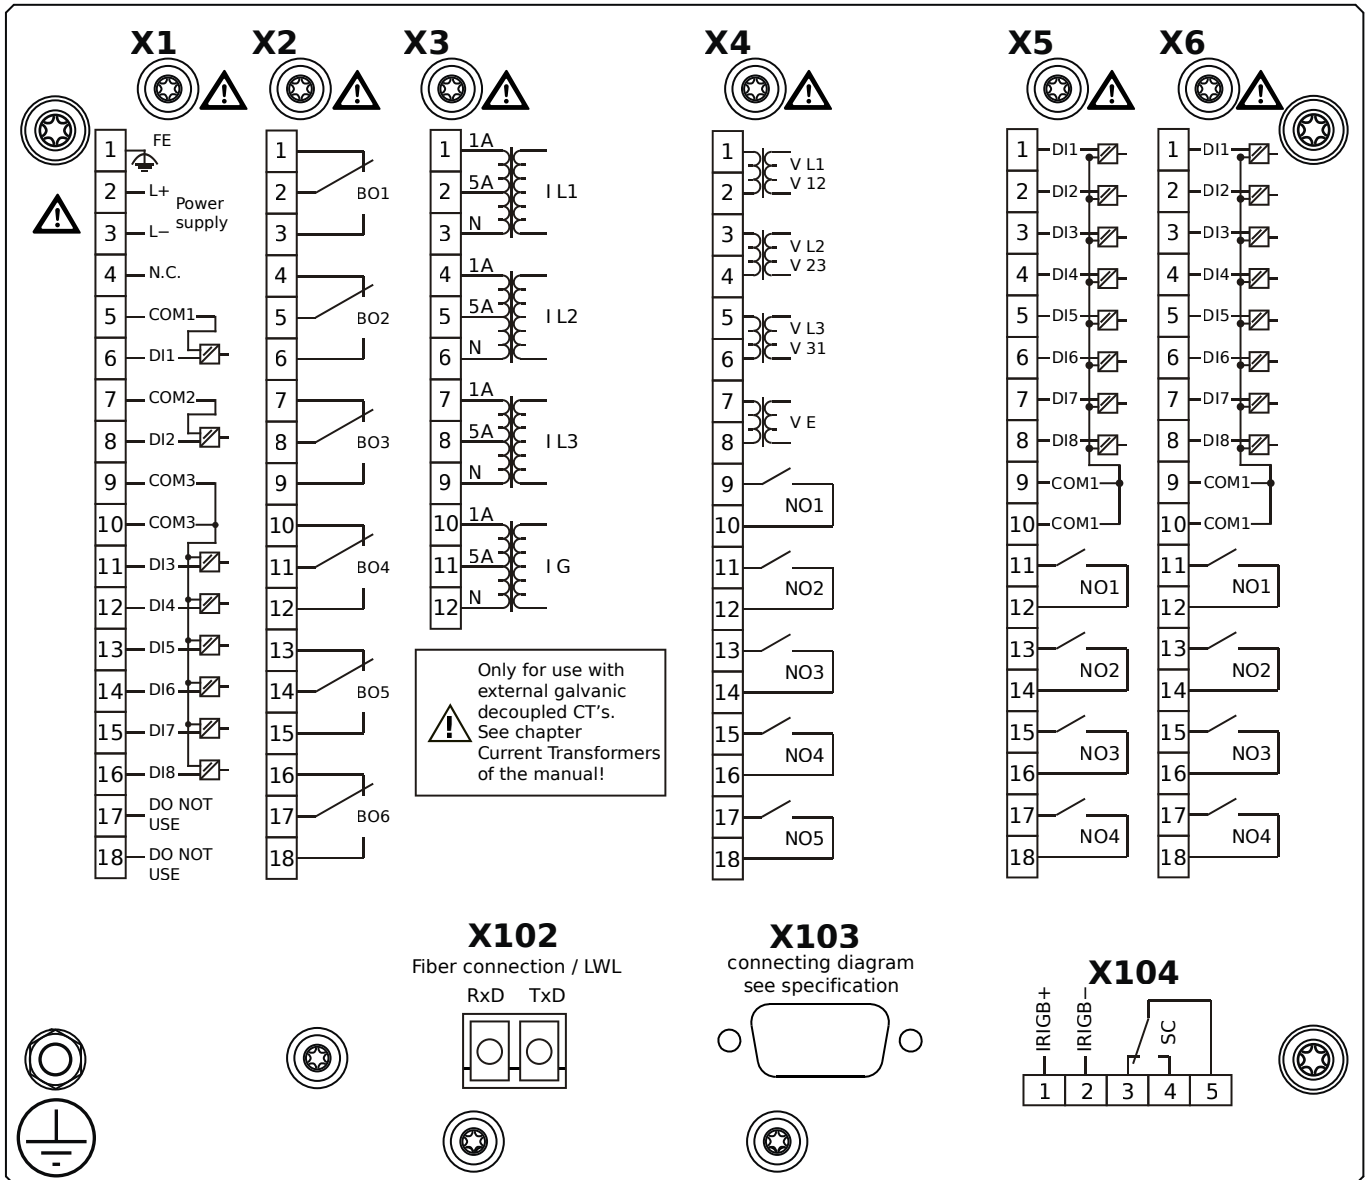 X1
X2
X3
X4
X5
X6
1 FE
2 L+
Power
supply
3 L−
4 N.C.
5 COM1
6 DI1
7 COM2
8 DI2
9 COM3
10 COM3
11 DI3
12 DI4
13 DI5
14 DI6
15 DI7
16 DI8
17 DO NOT
USE
18 DO NOT
USE
1
2 BO1
3
4
5 BO2
6
7
8 BO3
9
10
11 BO4
12
13
14 BO5
15
16
17 BO6
18
1 1A
2 5A I L1
3 N
4 1A
5 5A I L2
6 N
7 1A
8 5A I L3
9 N
10 1A
11 5A I G
12 N
Only for use with
external galvanic
decoupled CT's.
See chapter
Current Transformers
of the manual!
1 V L1
2 V 12
3 V L2
4 V 23
5 V L3
6 V 31
7
V E
8
9
NO1
10
11
NO2
12
13
NO3
14
15
NO4
16
17
NO5
18
1 DI1
2 DI2
3 DI3
4 DI4
5 DI5
6 DI6
7 DI7
8 DI8
9 COM1
10 COM1
11
NO1
12
13
NO2
14
15
NO3
16
17
NO4
18
1 DI1
2 DI2
3 DI3
4 DI4
5 DI5
6 DI6
7 DI7
8 DI8
9 COM1
10 COM1
11
NO1
12
13
NO2
14
15
NO3
16
17
NO4
18
X102
Fiber connection / LWL
RxD TxD
X103
connecting diagram
see specification
X104
IRIGB+
IRIGB−
SC
1 2 3 4 5